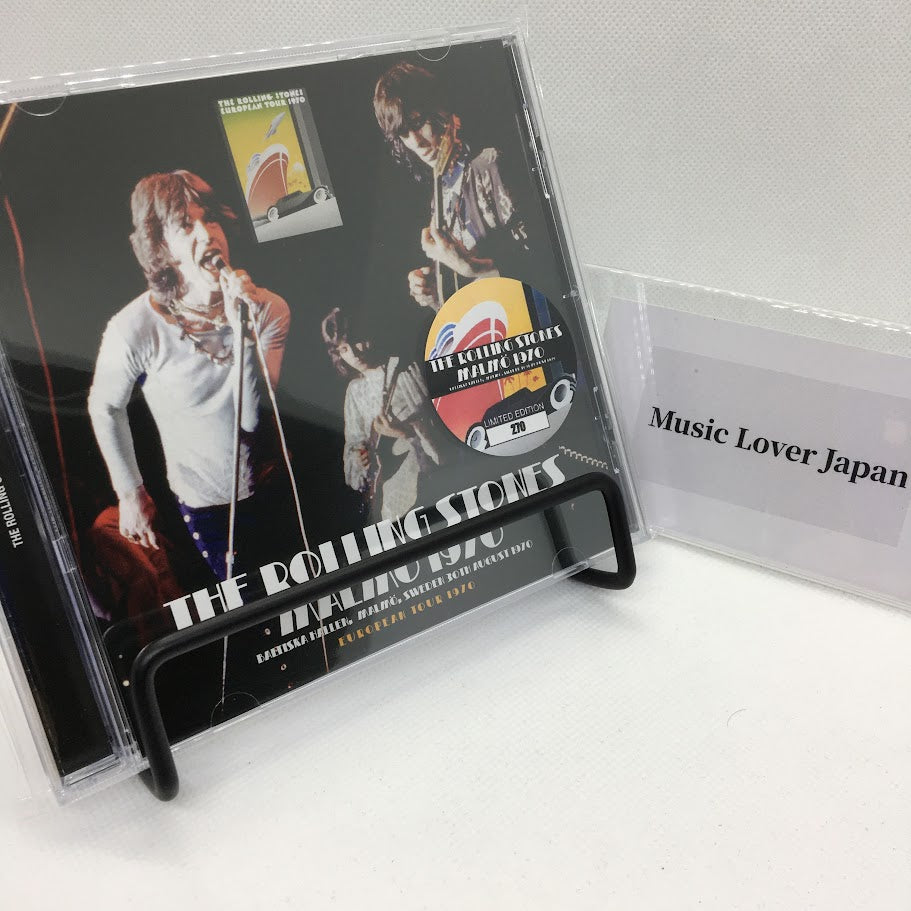 THE ROLLING STONES
EUROPEAN TOUR 1970
THE ROLLING STONES
MALMÖ 1970
LIMITED EDITION
270
THE ROLLING S
THE ROLLING STONES
MALMÖ 1970
BALTISKA HALLEN, MALMÖ, SWEDEN 30TH AUGUST 1970
EUROPEAN TOUR 1970
Music Lover Japan